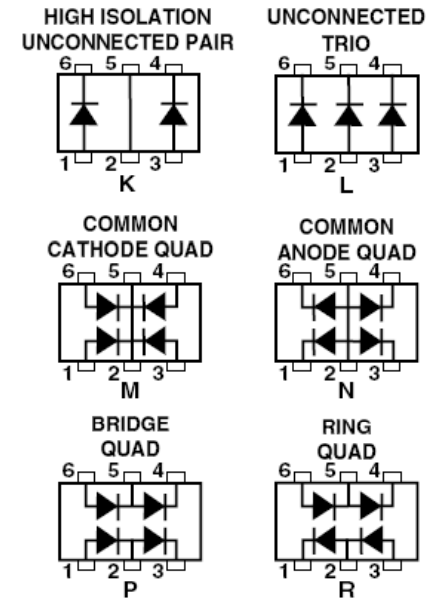 HIGH ISOLATION
UNCONNECTED PAIR
6 5 4
1 2 3
K
UNCONNECTED
TRIO
6 5 4
1 2 3
L
COMMON
CATHODE QUAD
6 5 4
1 2 3
M
COMMON
ANODE QUAD
6 5 4
1 2 3
N
BRIDGE
QUAD
6 5 4
1 2 3
P
RING
QUAD
6 5 4
1 2 3
R